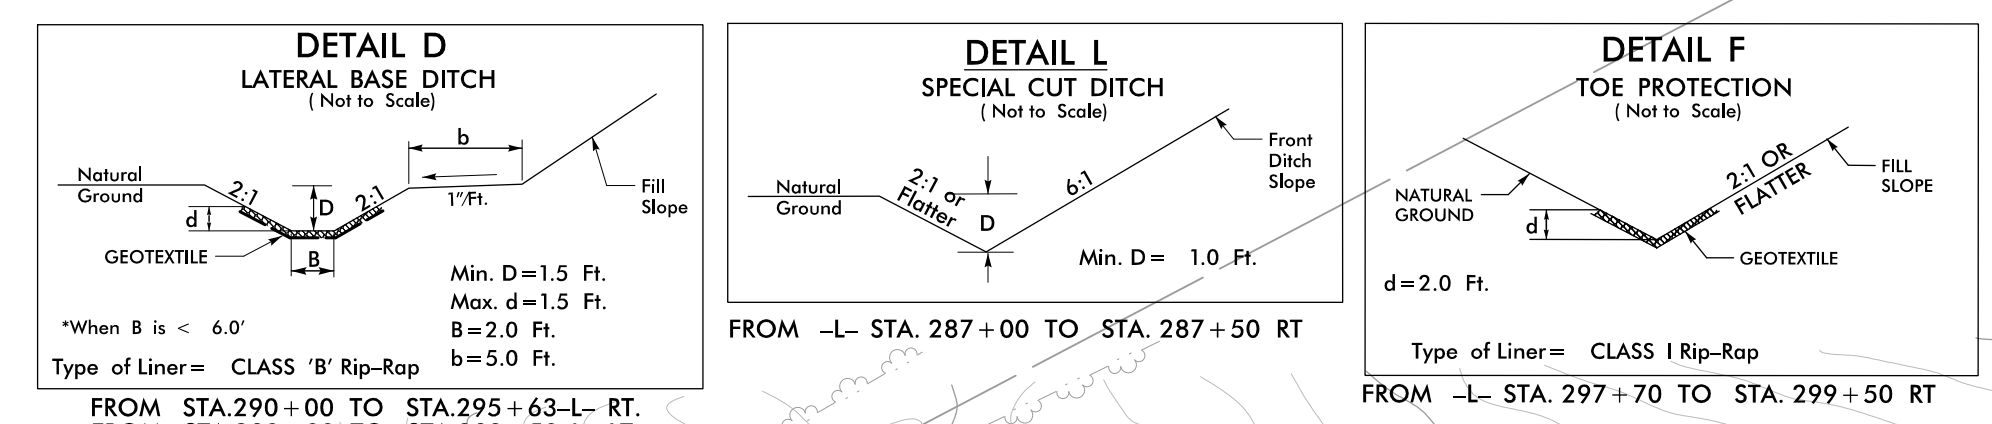 DETAIL D
LATERAL BASE DITCH
( Not to Scale)
b
Natural
Ground
2:1
D
2:1
1"/Ft.
Fill
Slope
d
GEOTEXTILE
B
Min. D=1.5 Ft.
Max. d=1.5 Ft.
*When B is < 6.0'
B=2.0 Ft.
b=5.0 Ft.
Type of Liner= CLASS 'B' Rip-Rap
FROM STA.290+00 TO STA.295+63-L- RT.
DETAIL L
SPECIAL CUT DITCH
( Not to Scale)
Front
Ditch
Slope
Natural
Ground
2:1 or
Flatter
D
6:1
Min. D= 1.0 Ft.
FROM -L- STA. 287+00 TO STA. 287+50 RT
DETAIL F
TOE PROTECTION
( Not to Scale)
NATURAL
GROUND
2:1 OR
FLATTER
FILL
SLOPE
d
GEOTEXTILE
d=2.0 Ft.
Type of Liner= CLASS I Rip-Rap
FROM -L- STA. 297+70 TO STA. 299+50 RT